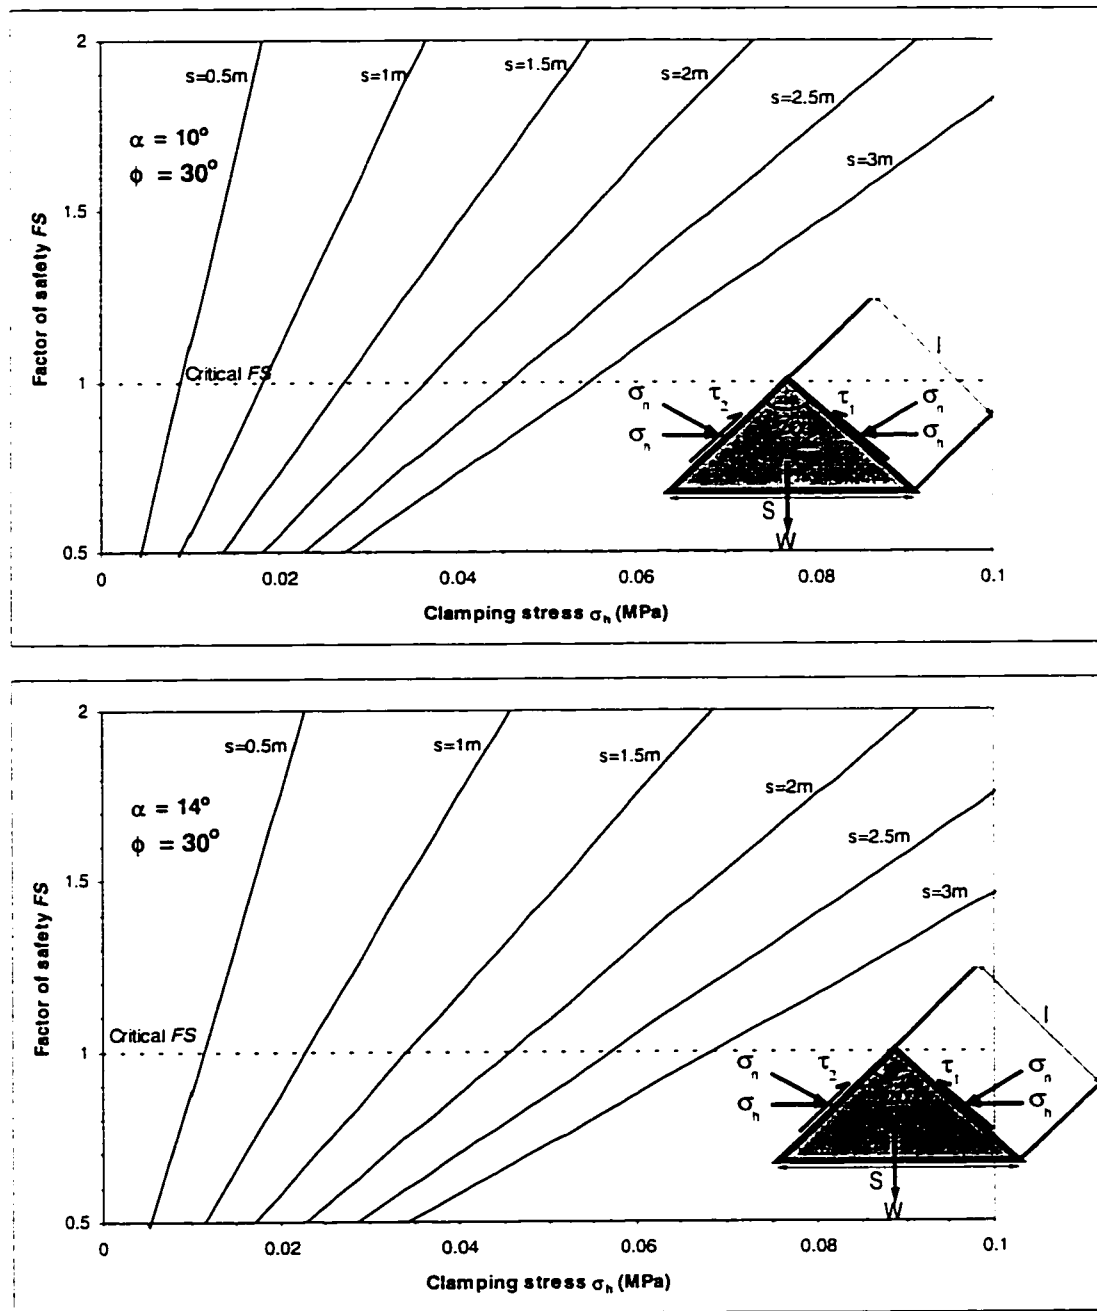 2
s=0.5m
s=1m
s=1.5m
s=2m
s=2.5m
s=3m
α = 10°
ϕ = 30°
1.5
Factor of safety FS
Critical FS
1
0.5
σn
σh
τ2
τ1
σn
σh
l
S
W
0
0.02
0.04
0.06
0.08
0.1
Clamping stress σh (MPa)
2
s=0.5m
s=1m
s=1.5m
s=2m
s=2.5m
s=3m
α = 14°
ϕ = 30°
1.5
Factor of safety FS
Critical FS
1
0.5
σn
σh
τ2
τ1
σn
σh
l
S
W
0
0.02
0.04
0.06
0.08
0.1
Clamping stress σh (MPa)